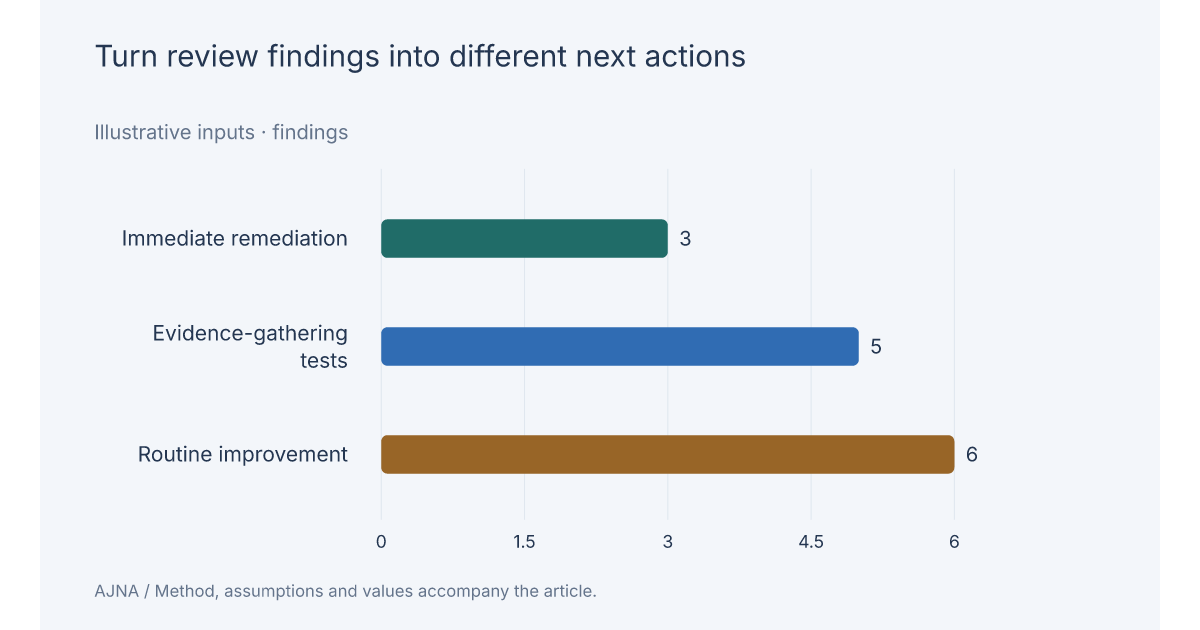 Turn review findings into different next actions
Illustrative inputs · findings
Immediate remediation
3
Evidence-gathering
tests
5
Routine improvement
6
0
1.5
3
4.5
6
AJNA / Method, assumptions and values accompany the article.